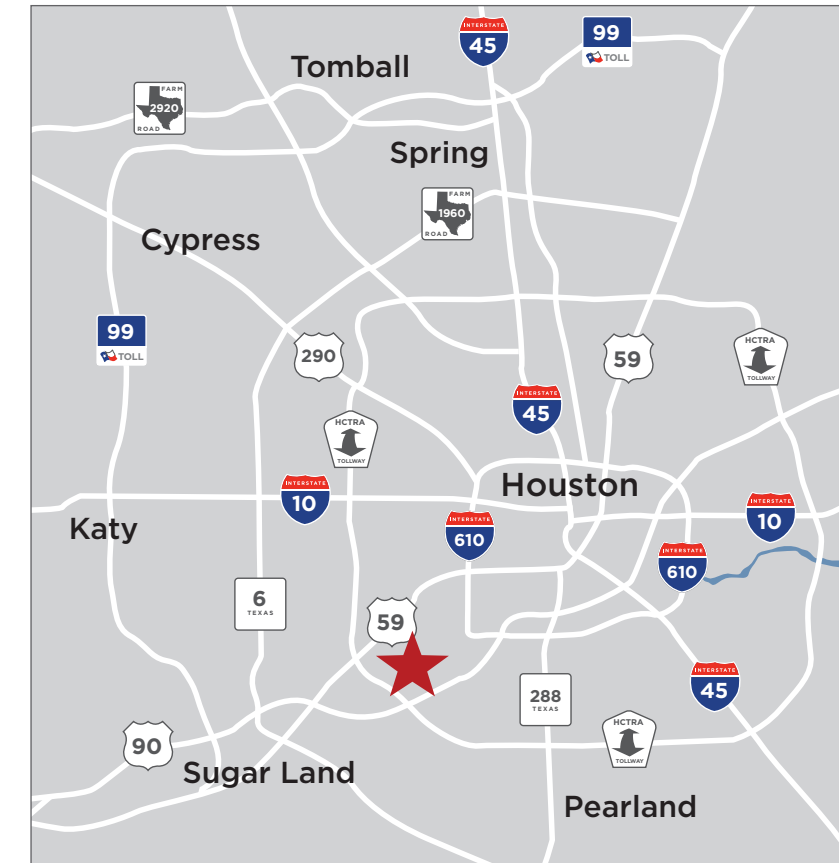 INTERSTATE
45
99
TOLL
Tomball
FARM
2920
ROAD
Spring
FARM
1960
ROAD
Cypress
99
TOLL
290
59
HCTRA
TOLLWAY
INTERSTATE
45
HCTRA
TOLLWAY
Houston
INTERSTATE
10
INTERSTATE
10
Katy
INTERSTATE
610
INTERSTATE
610
6
TEXAS
59
INTERSTATE
45
288
TEXAS
HCTRA
TOLLWAY
90
Sugar Land
Pearland